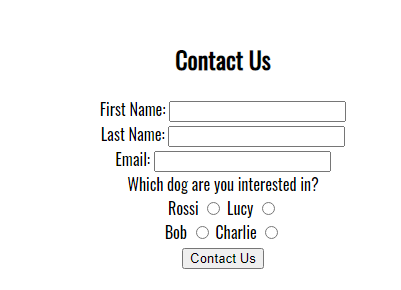 Contact Us
First Name:
Last Name:
Email:
Which dog are you interested in?
Rossi Lucy
Bob Charlie
Contact Us